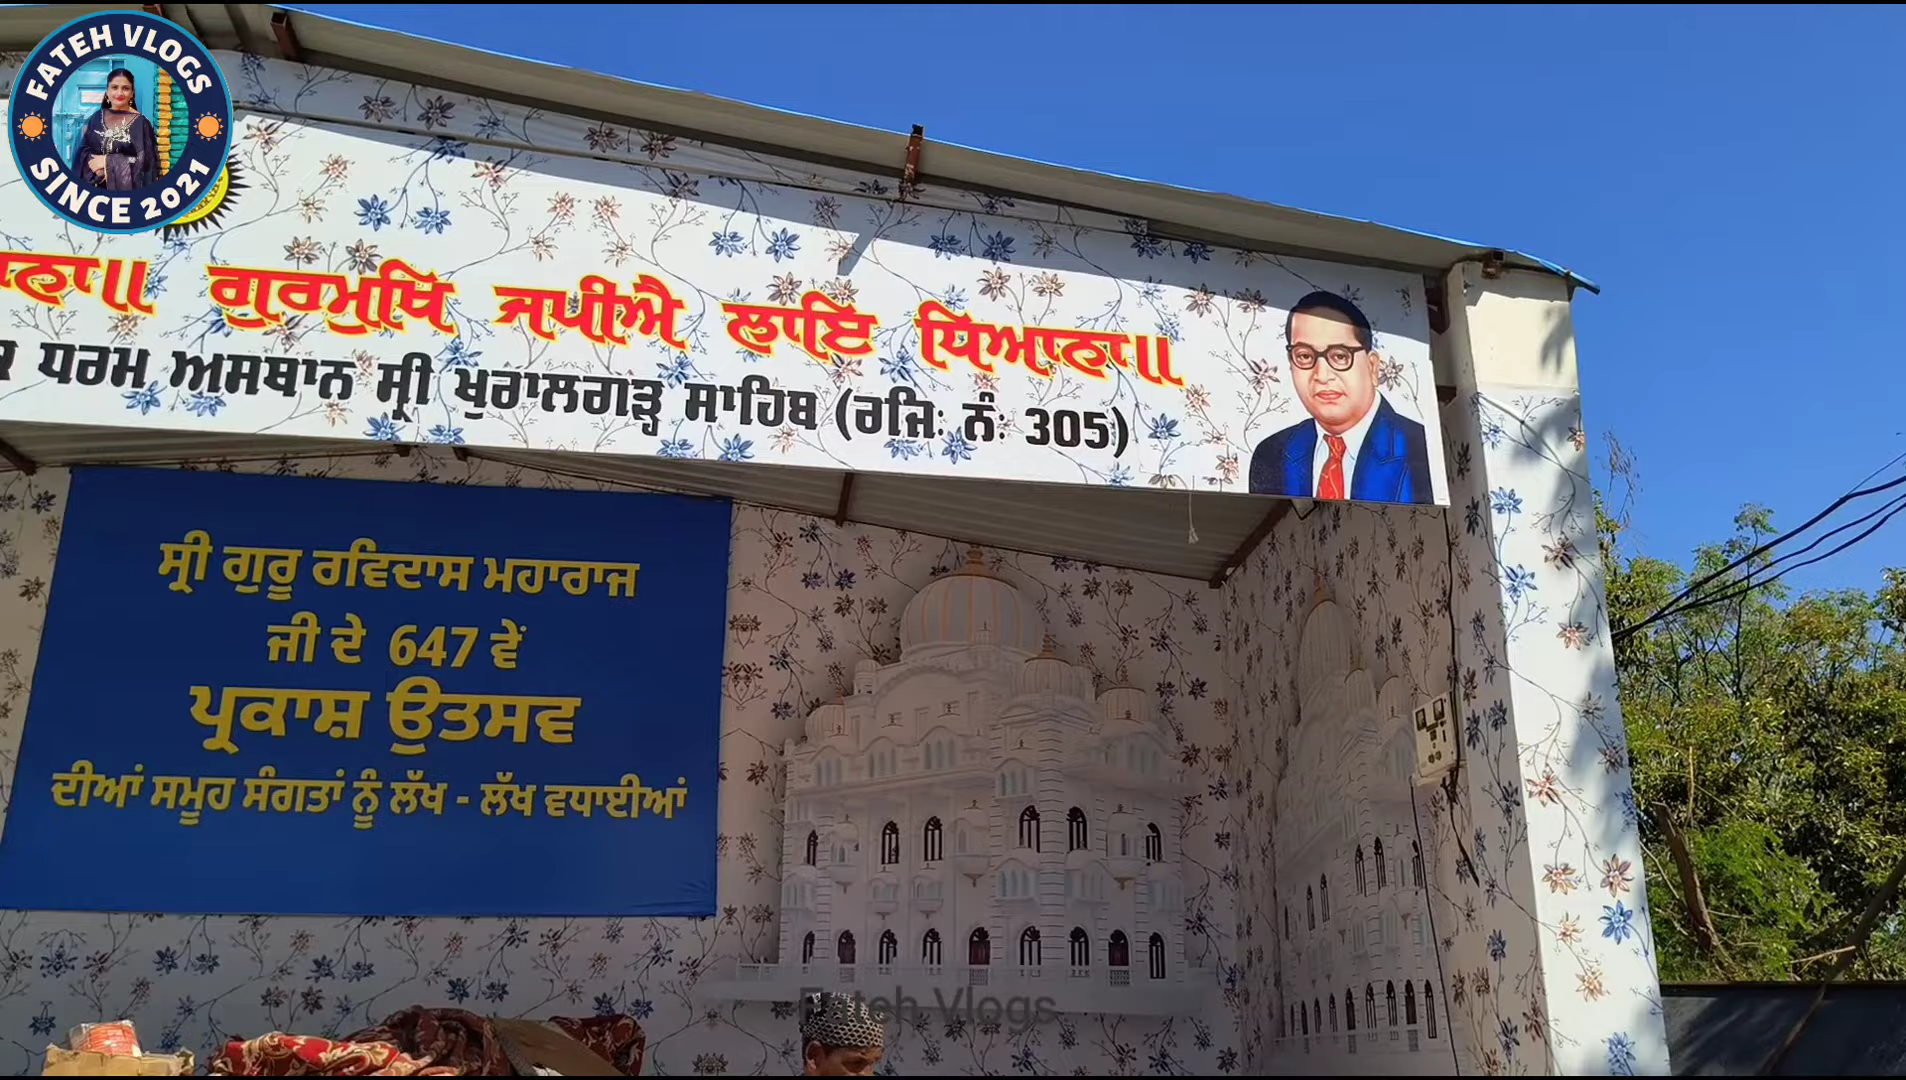 FATEH VLOGS
SINCE 2021
ਗੁਰਮੁਖਿ ਜਪੀਐ ਲਾਇ ਧਿਆਨਾ॥
ਧਰਮ ਅਸਥਾਨ ਸ੍ਰੀ ਖੁਰਾਲਗੜ੍ਹ ਸਾਹਿਬ (ਰਜਿ: ਨੰ: 305)
ਸ੍ਰੀ ਗੁਰੂ ਰਵਿਦਾਸ ਮਹਾਰਾਜ
ਜੀ ਦੇ 647 ਵੇਂ
ਪ੍ਰਕਾਸ਼ ਉਤਸਵ
ਦੀਆਂ ਸਮੂਹ ਸੰਗਤਾਂ ਨੂੰ ਲੱਖ - ਲੱਖ ਵਧਾਈਆਂ
Fateh Vlogs